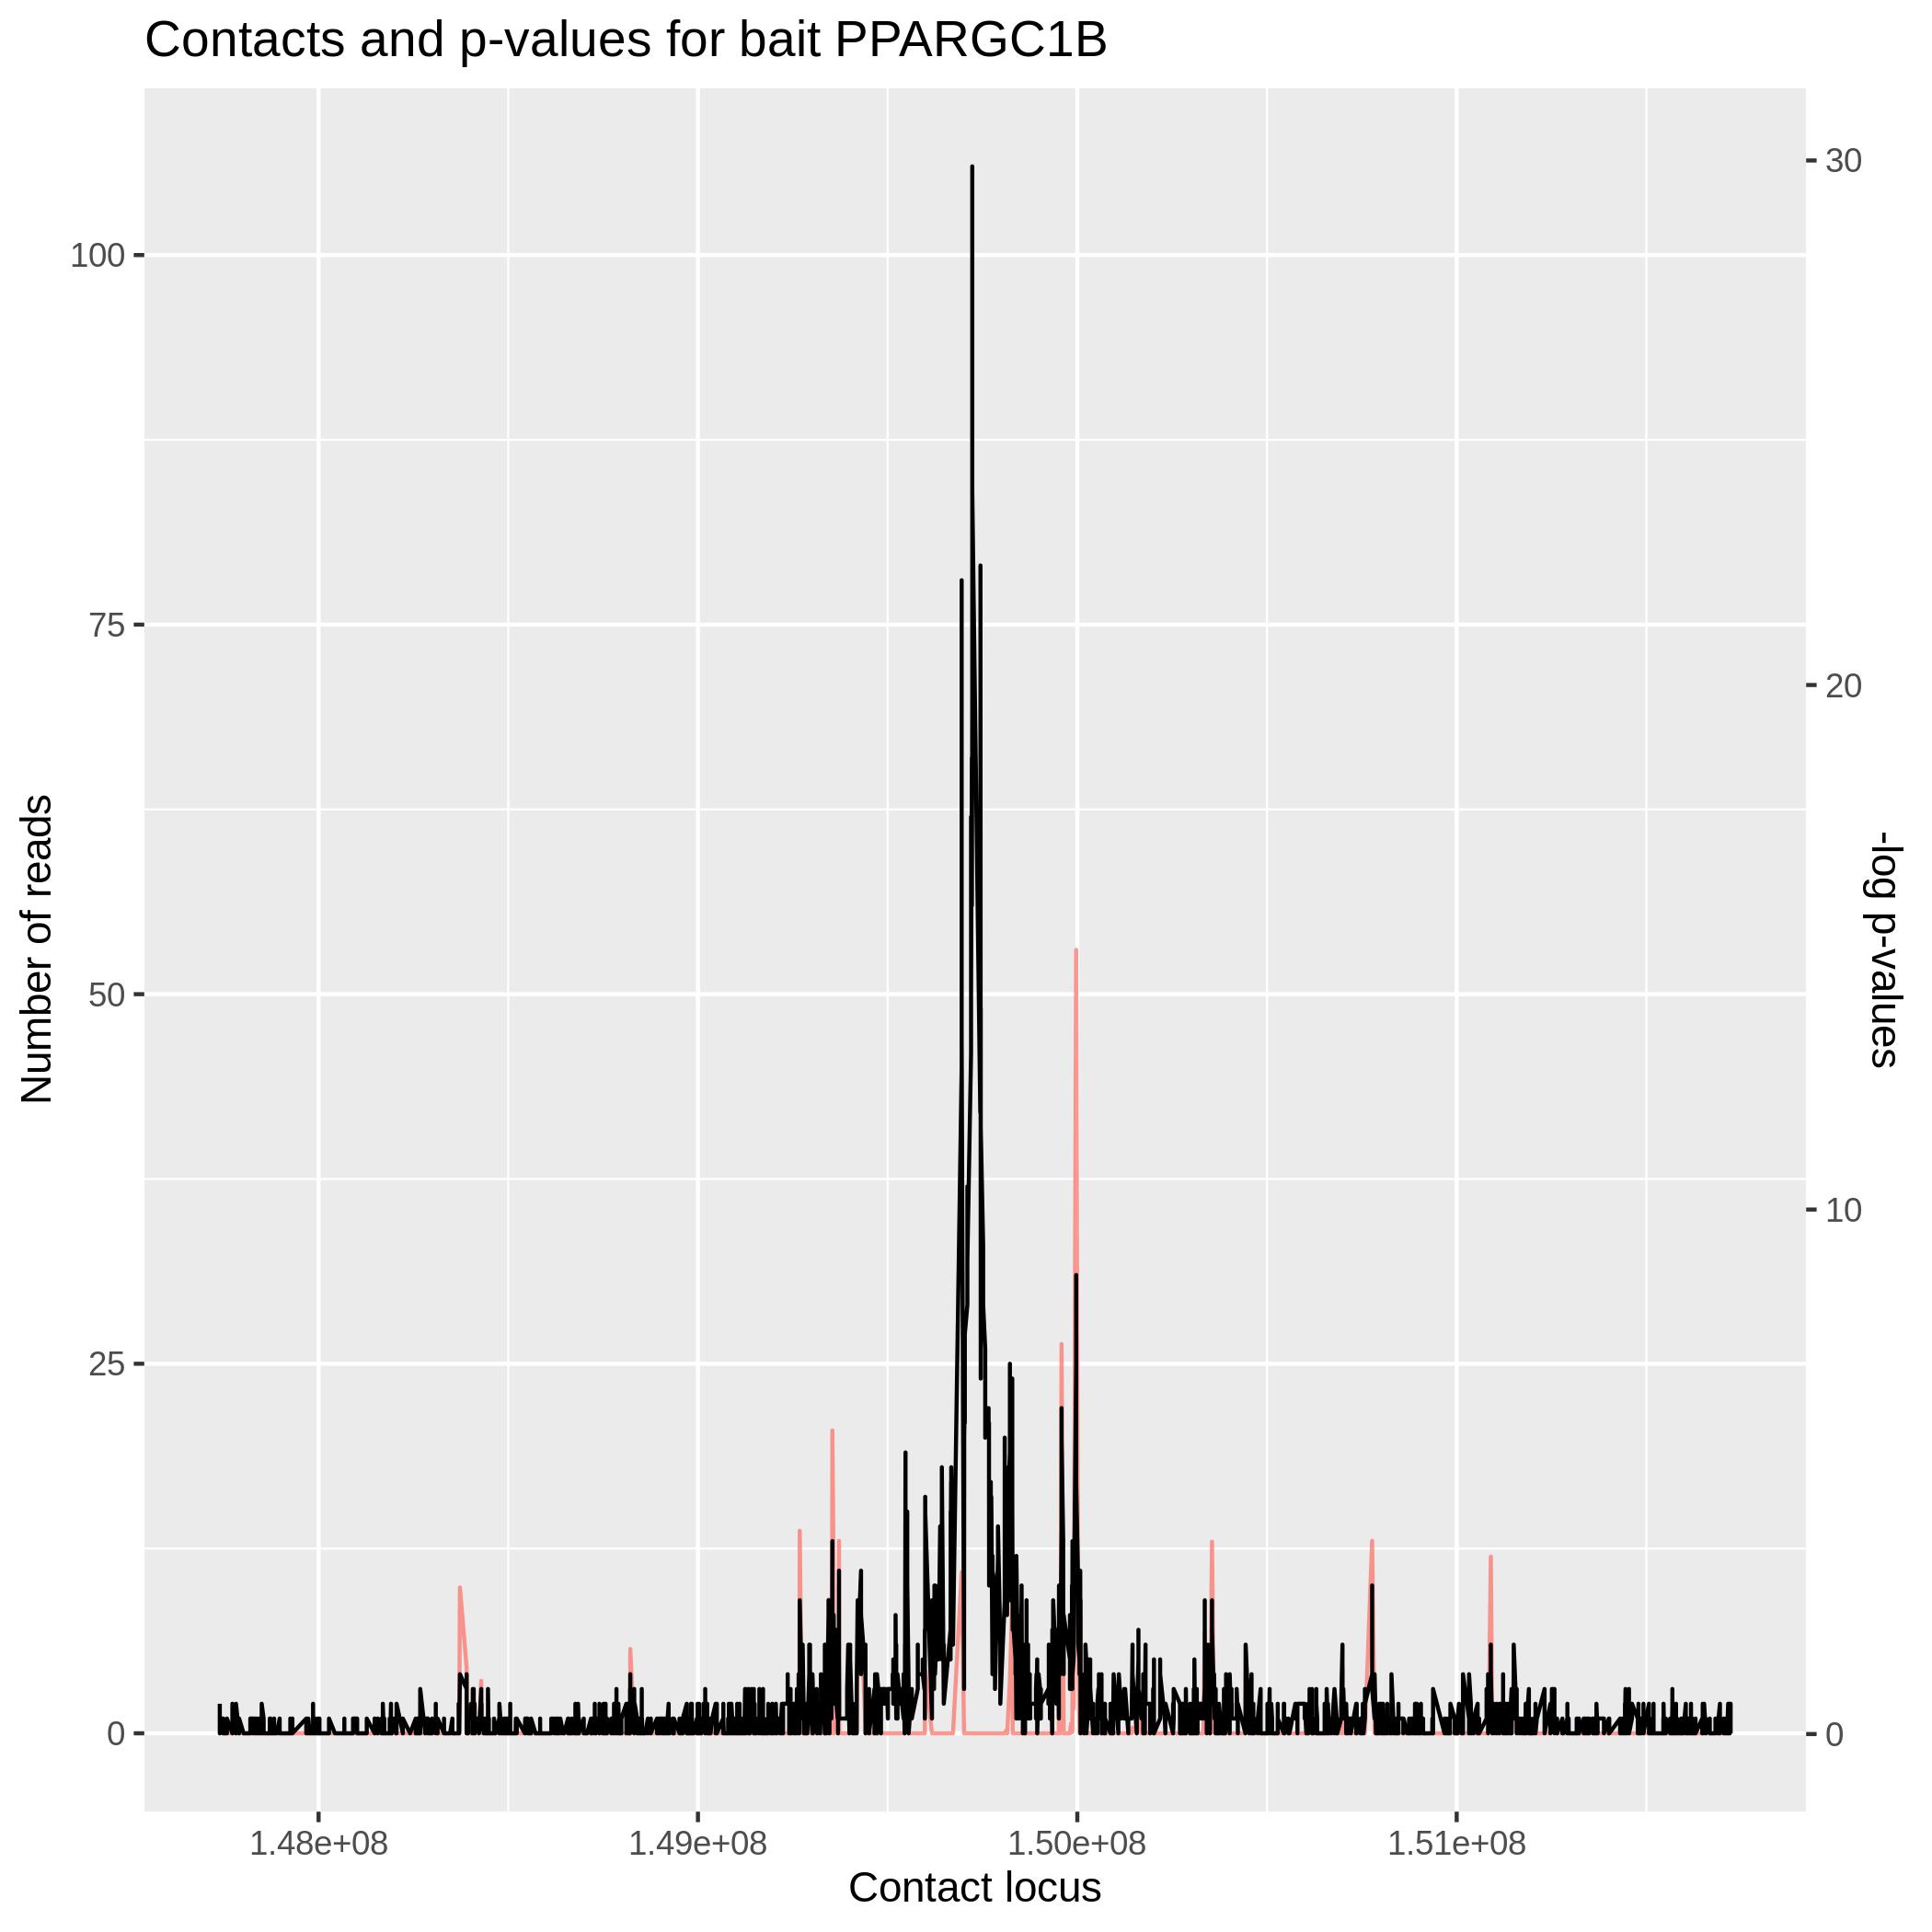 Contacts and p-values for bait PPARGC1B
100
75
50
25
0
Number of reads
30
20
10
0
-log p-values
1.48e+08
1.49e+08
1.50e+08
1.51e+08
Contact locus